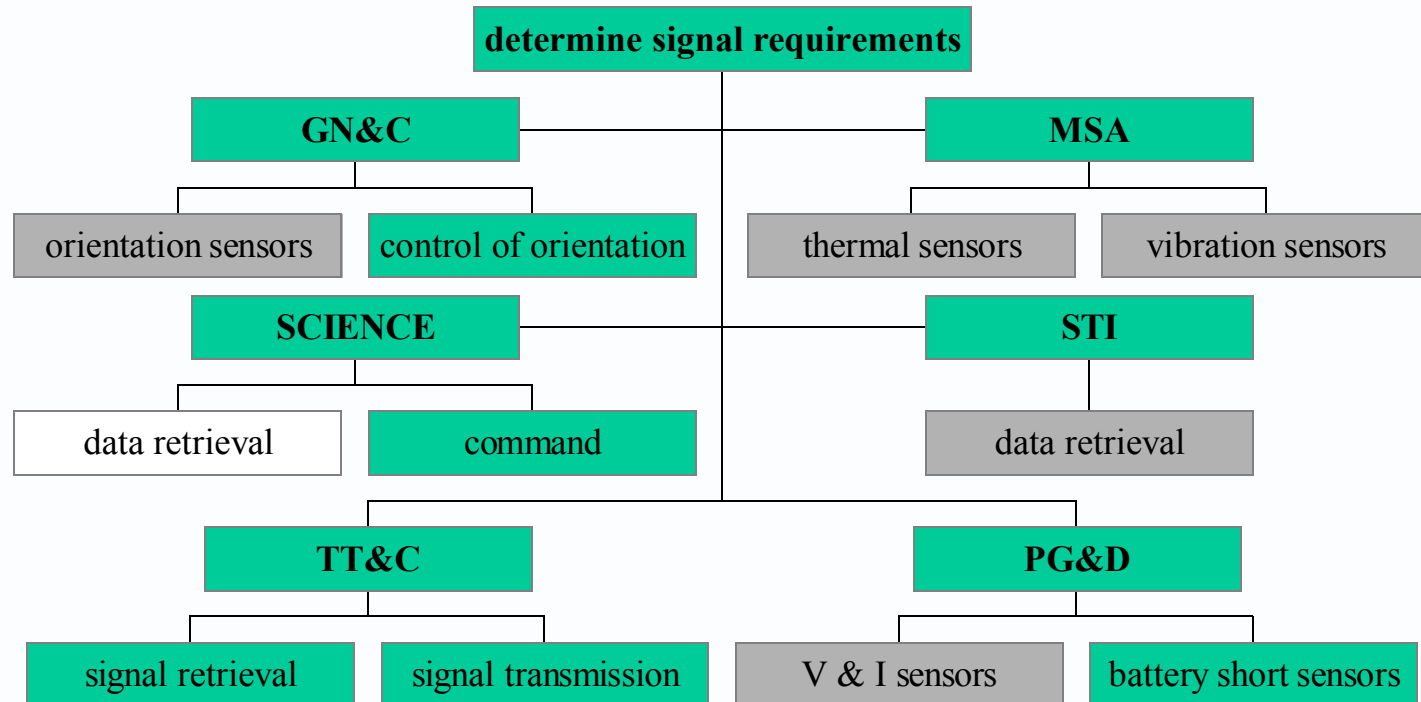 determine signal requirements
GN&C
MSA
orientation sensors
control of orientation
thermal sensors
vibration sensors
SCIENCE
STI
data retrieval
command
data retrieval
TT&C
PG&D
signal retrieval
signal transmission
V & I sensors
battery short sensors